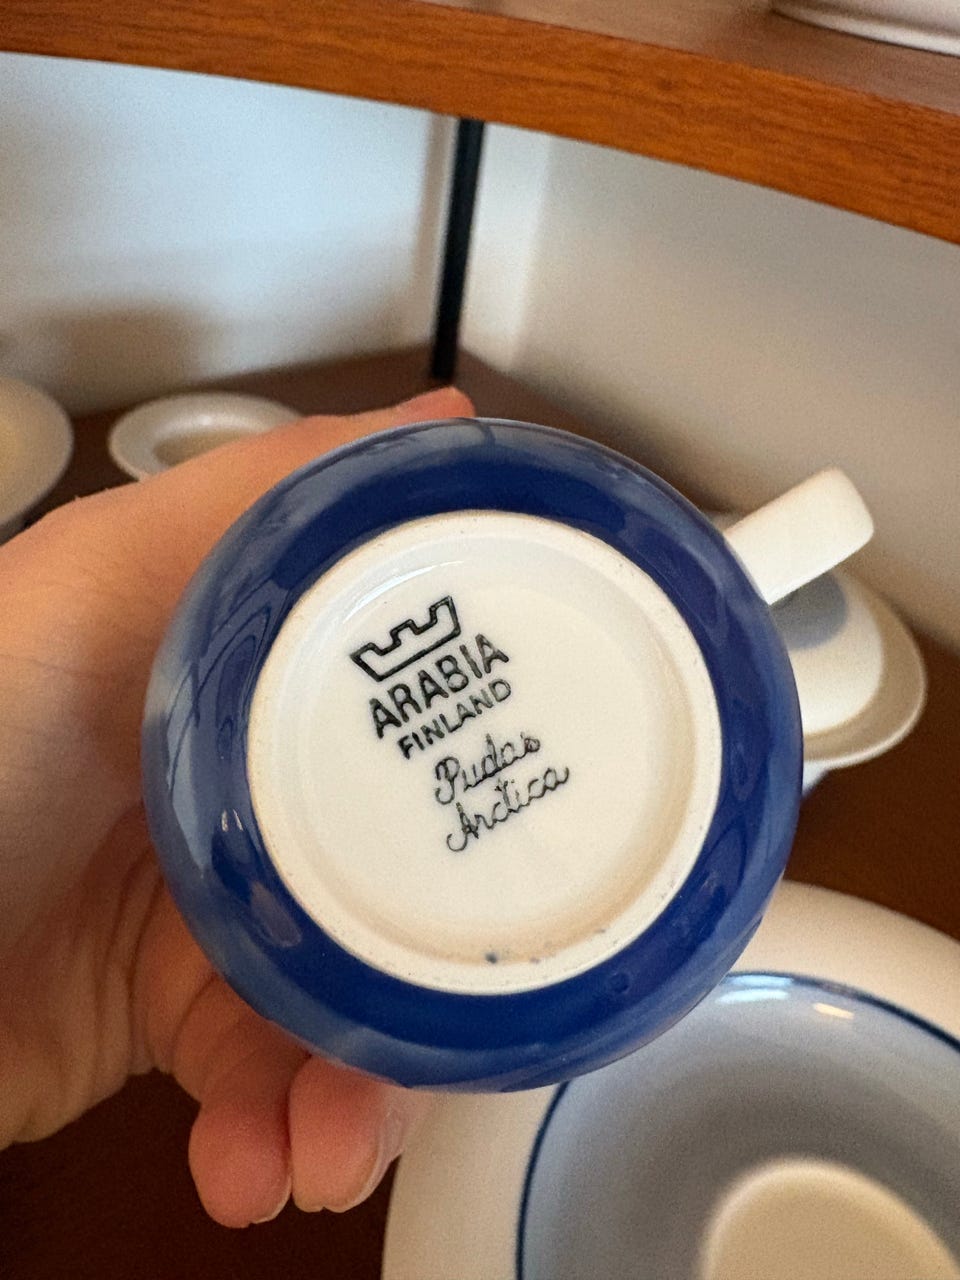 ARABIA
FINLAND
Pudas
Arctica